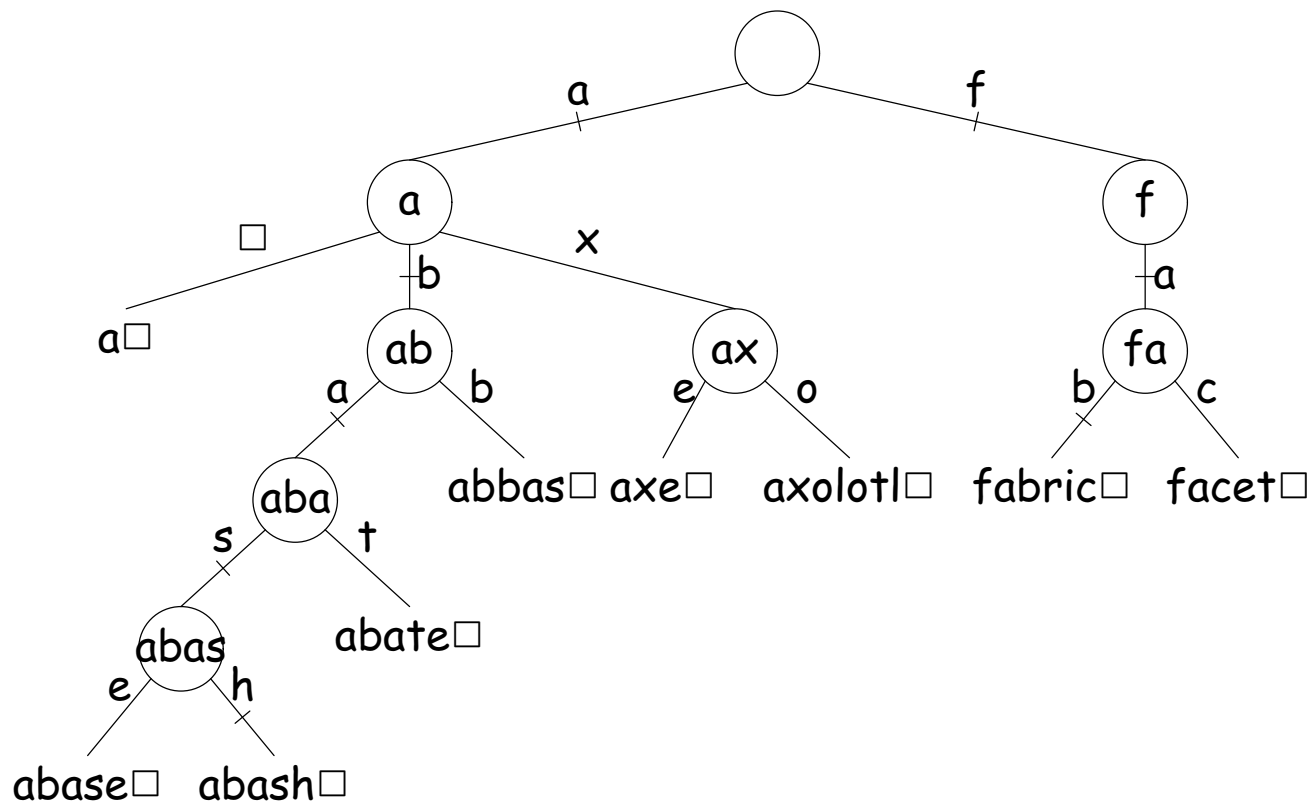 a f
a f
□ b x a
a□ ab ax fa
a b e o b c
aba abbas□ axe□ axolotl□ fabric□ facet□
s t
abas abate□
e h
abase□ abash□